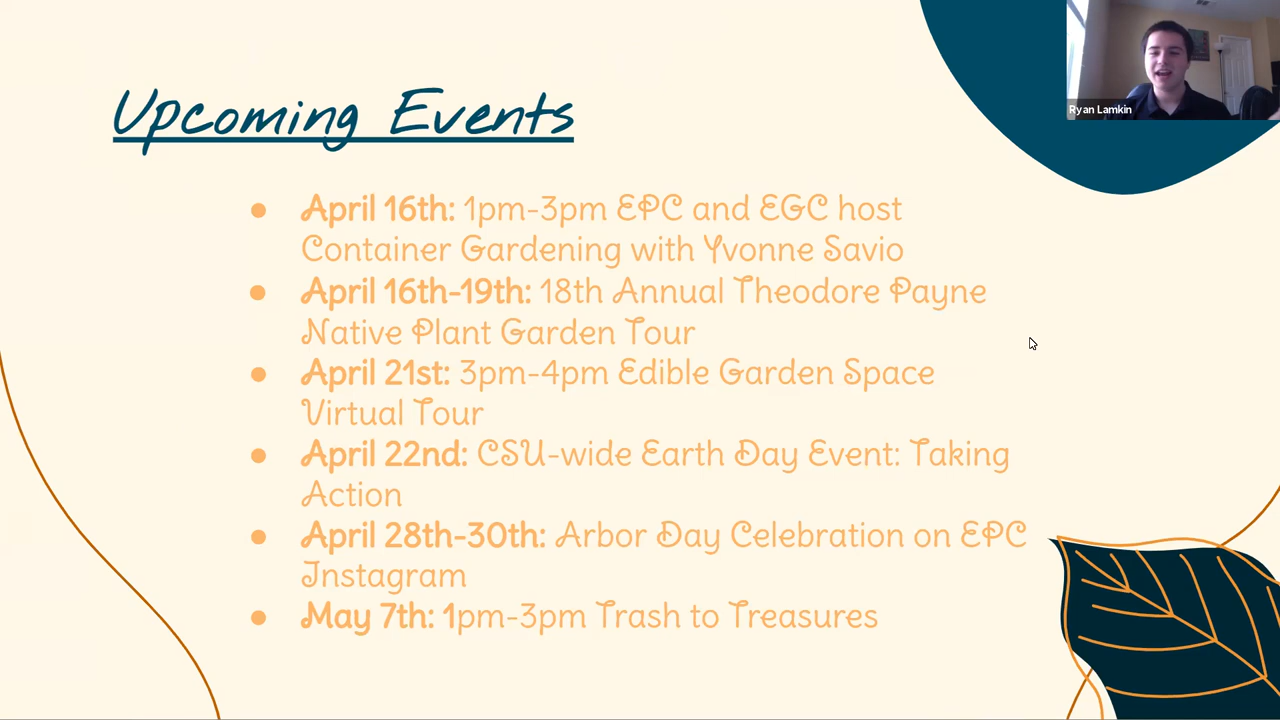 Upcoming Events
Ryan Lamkin
● April 16th: 1pm-3pm EPC and EGC host
Container Gardening with Yvonne Savio
● April 16th-19th: 18th Annual Theodore Payne
Native Plant Garden Tour
● April 21st: 3pm-4pm Edible Garden Space
Virtual Tour
● April 22nd: CSU-wide Earth Day Event: Taking
Action
● April 28th-30th: Arbor Day Celebration on EPC
Instagram
● May 7th: 1pm-3pm Trash to Treasures